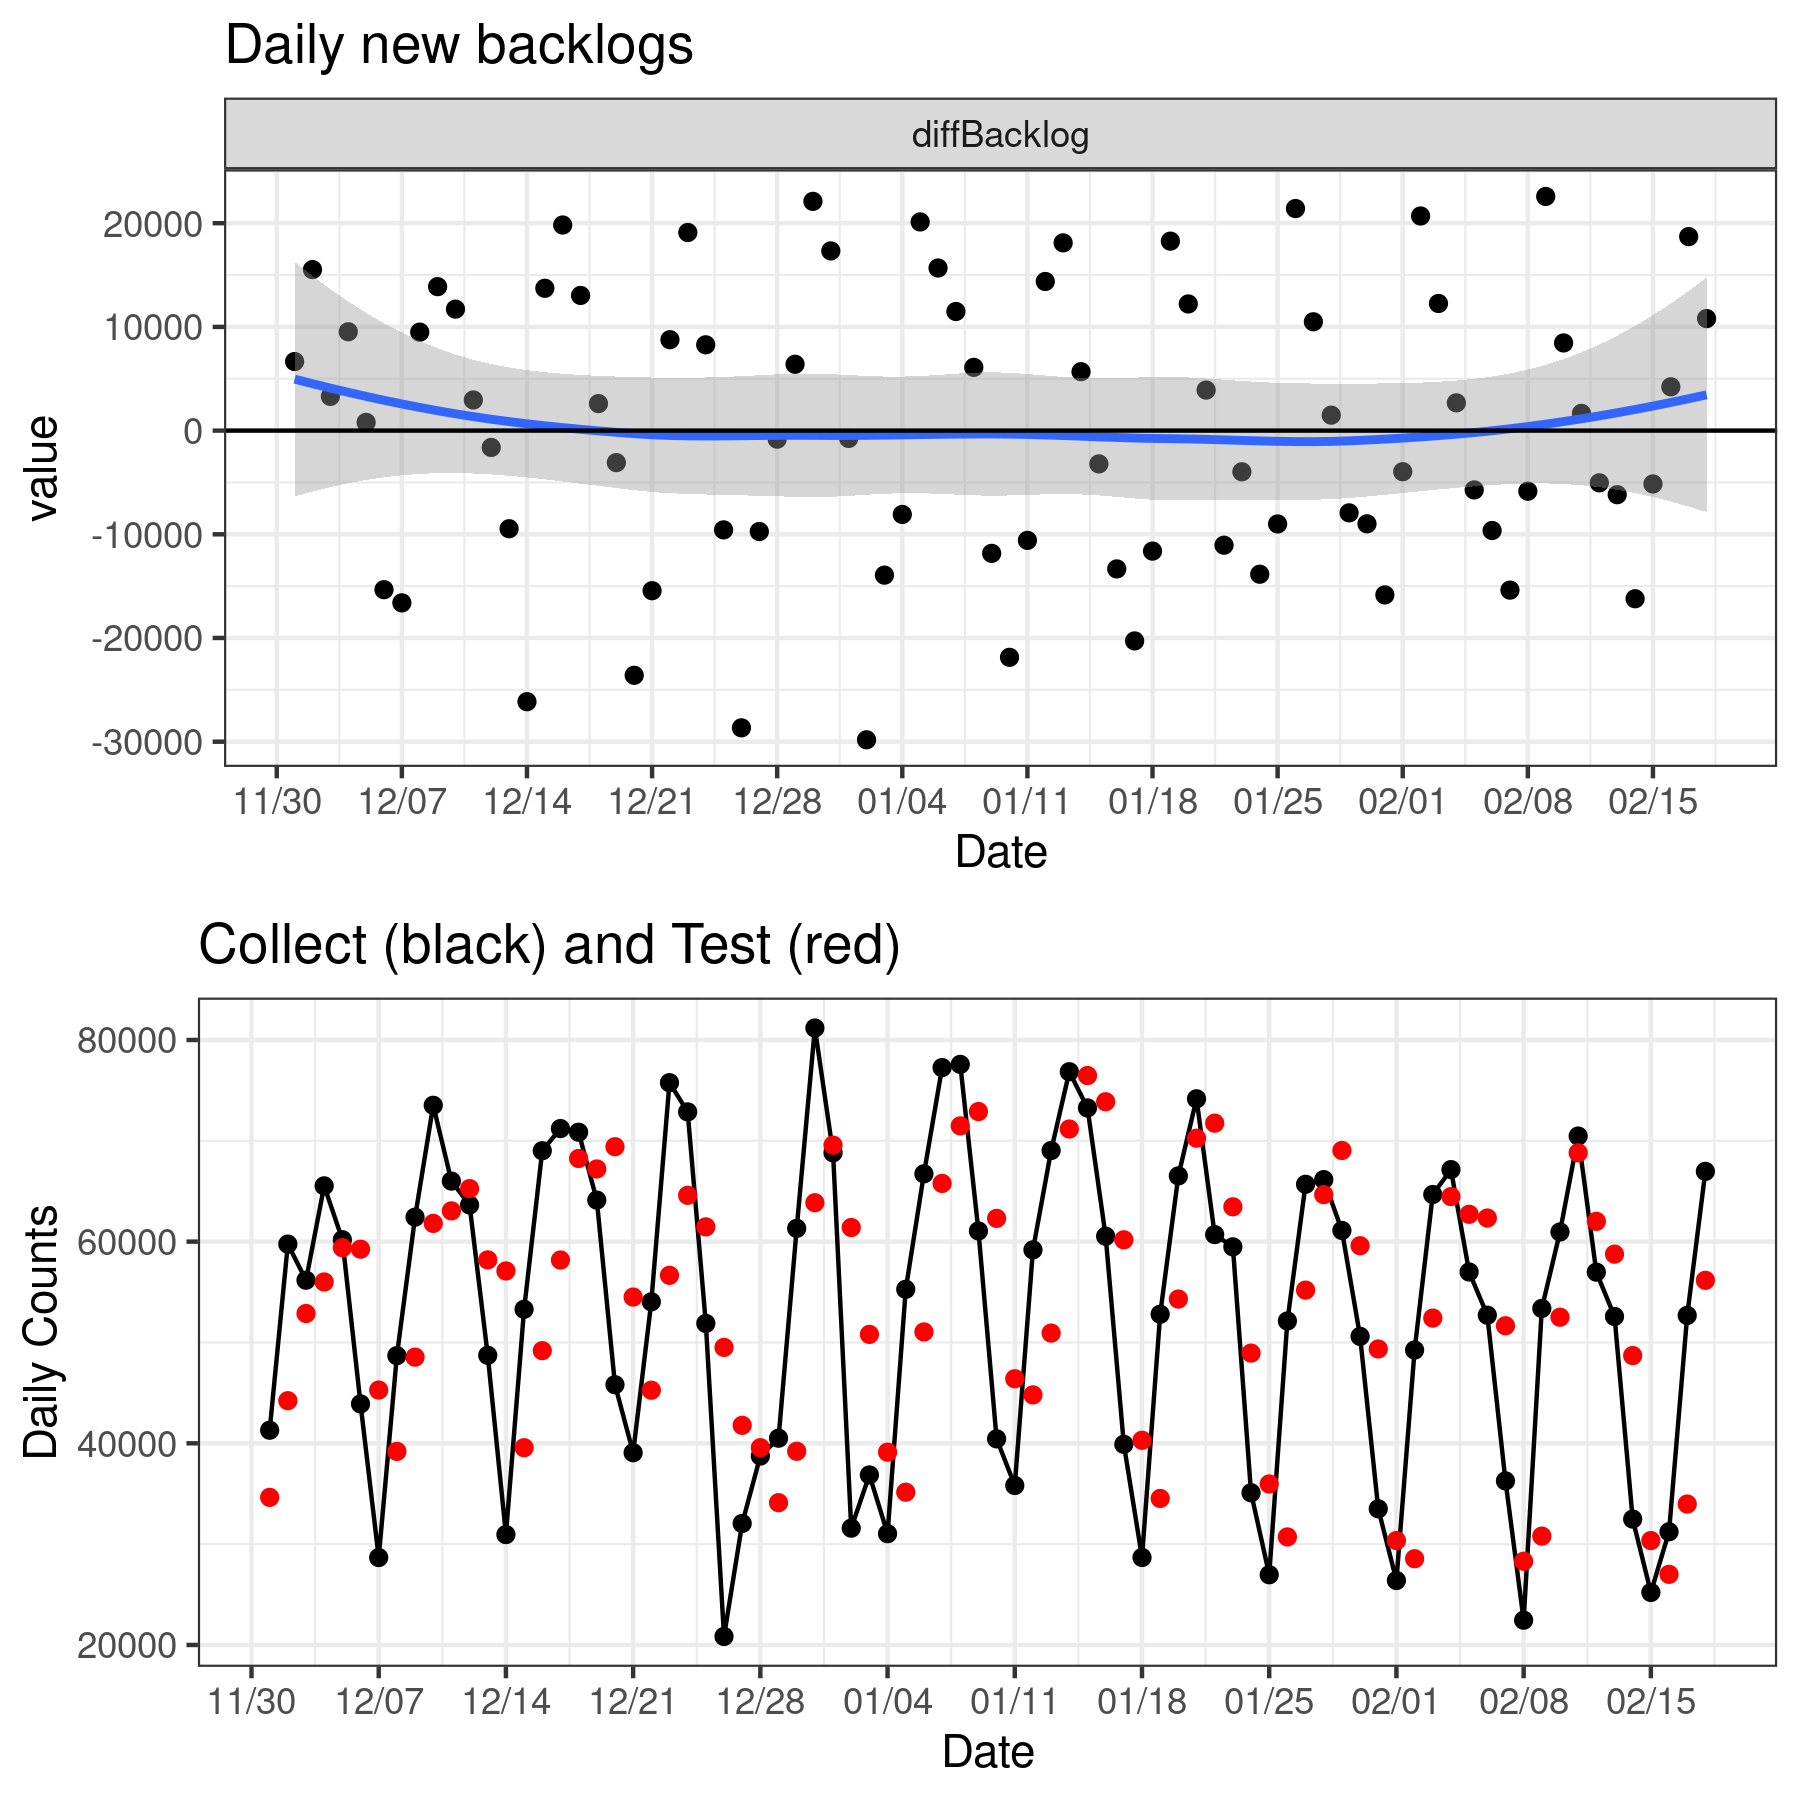 Daily new backlogs
diffBacklog
20000
10000
0
-10000
-20000
-30000
value
11/30 12/07 12/14 12/21 12/28 01/04 01/11 01/18 01/25 02/01 02/08 02/15
Date
Collect (black) and Test (red)
80000
60000
40000
20000
Daily Counts
11/30 12/07 12/14 12/21 12/28 01/04 01/11 01/18 01/25 02/01 02/08 02/15
Date